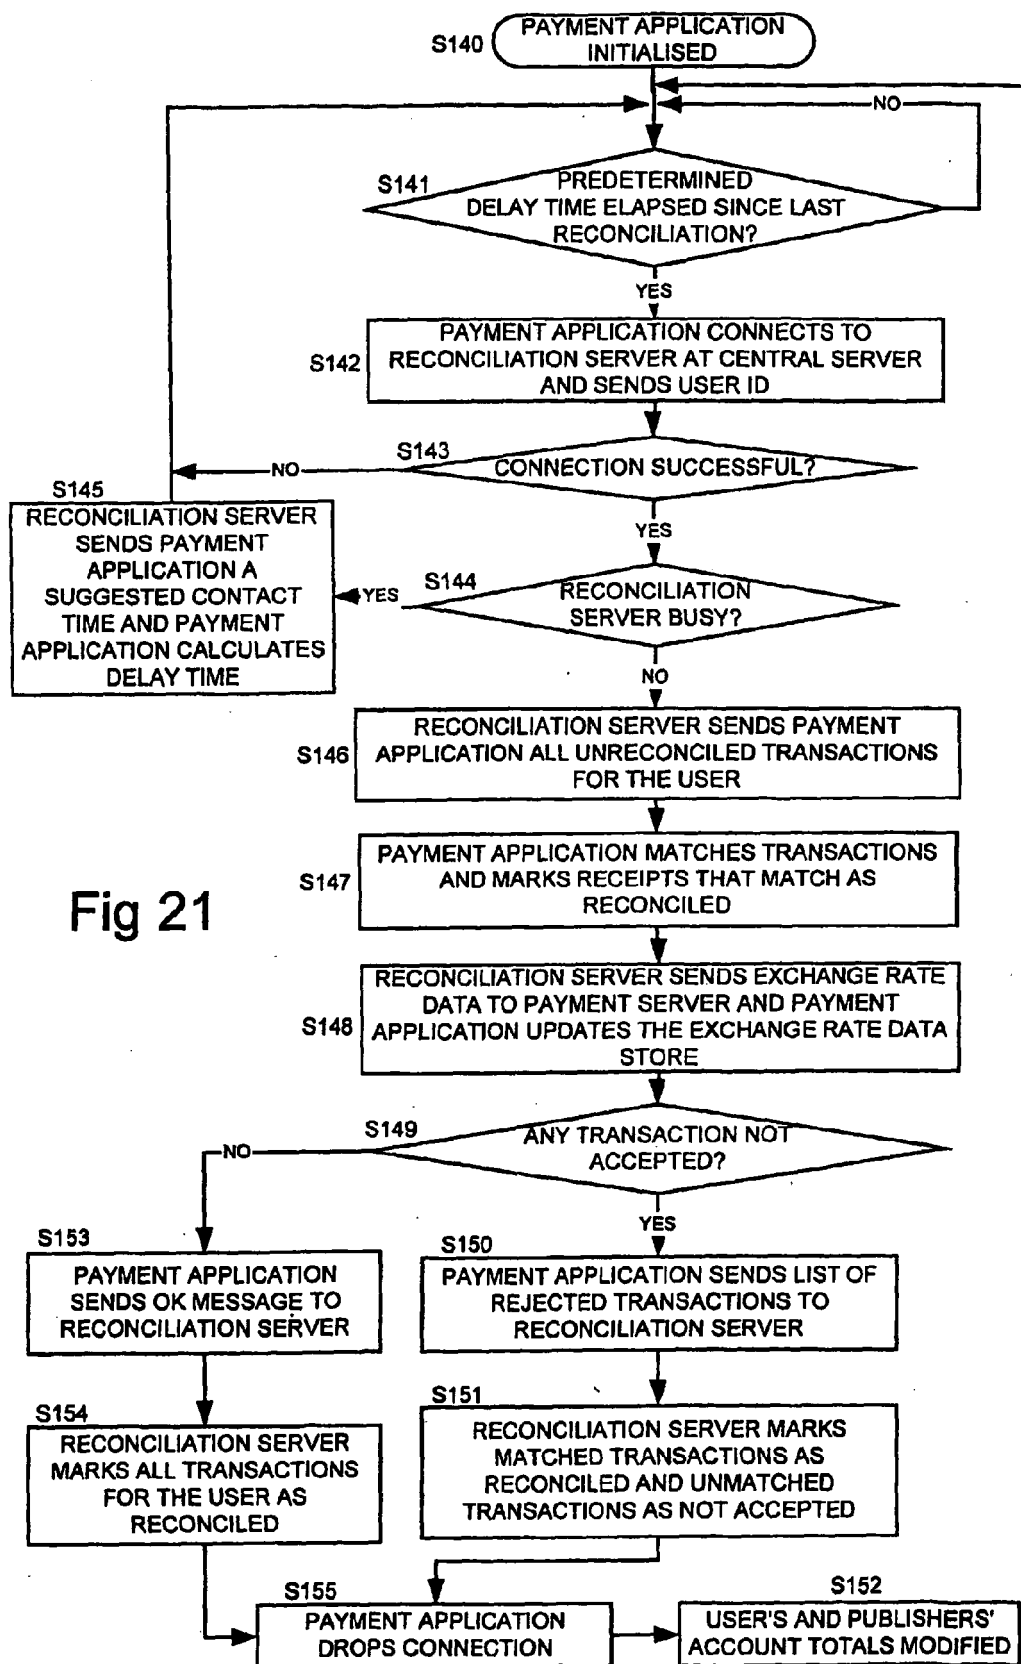 S140
PAYMENT APPLICATION
INITIALISED
NO
S141
PREDETERMINED
DELAY TIME ELAPSED SINCE LAST
RECONCILIATION?
YES
S142
PAYMENT APPLICATION CONNECTS TO
RECONCILIATION SERVER AT CENTRAL SERVER
AND SENDS USER ID
S143
CONNECTION SUCCESSFUL?
NO
YES
S145
RECONCILIATION SERVER
SENDS PAYMENT
APPLICATION A
SUGGESTED CONTACT
TIME AND PAYMENT
APPLICATION CALCULATES
DELAY TIME
S144
RECONCILIATION
SERVER BUSY?
YES
NO
S146
RECONCILIATION SERVER SENDS PAYMENT
APPLICATION ALL UNRECONCILED TRANSACTIONS
FOR THE USER
S147
PAYMENT APPLICATION MATCHES TRANSACTIONS
AND MARKS RECEIPTS THAT MATCH AS
RECONCILED
Fig 21
S148
RECONCILIATION SERVER SENDS EXCHANGE RATE
DATA TO PAYMENT SERVER AND PAYMENT
APPLICATION UPDATES THE EXCHANGE RATE DATA
STORE
S149
ANY TRANSACTION NOT
ACCEPTED?
NO
YES
S153
PAYMENT APPLICATION
SENDS OK MESSAGE TO
RECONCILIATION SERVER
S150
PAYMENT APPLICATION SENDS LIST OF
REJECTED TRANSACTIONS TO
RECONCILIATION SERVER
S154
RECONCILIATION SERVER
MARKS ALL TRANSACTIONS
FOR THE USER AS
RECONCILED
S151
RECONCILIATION SERVER MARKS
MATCHED TRANSACTIONS AS
RECONCILED AND UNMATCHED
TRANSACTIONS AS NOT ACCEPTED
S155
PAYMENT APPLICATION
DROPS CONNECTION
S152
USER'S AND PUBLISHERS'
ACCOUNT TOTALS MODIFIED